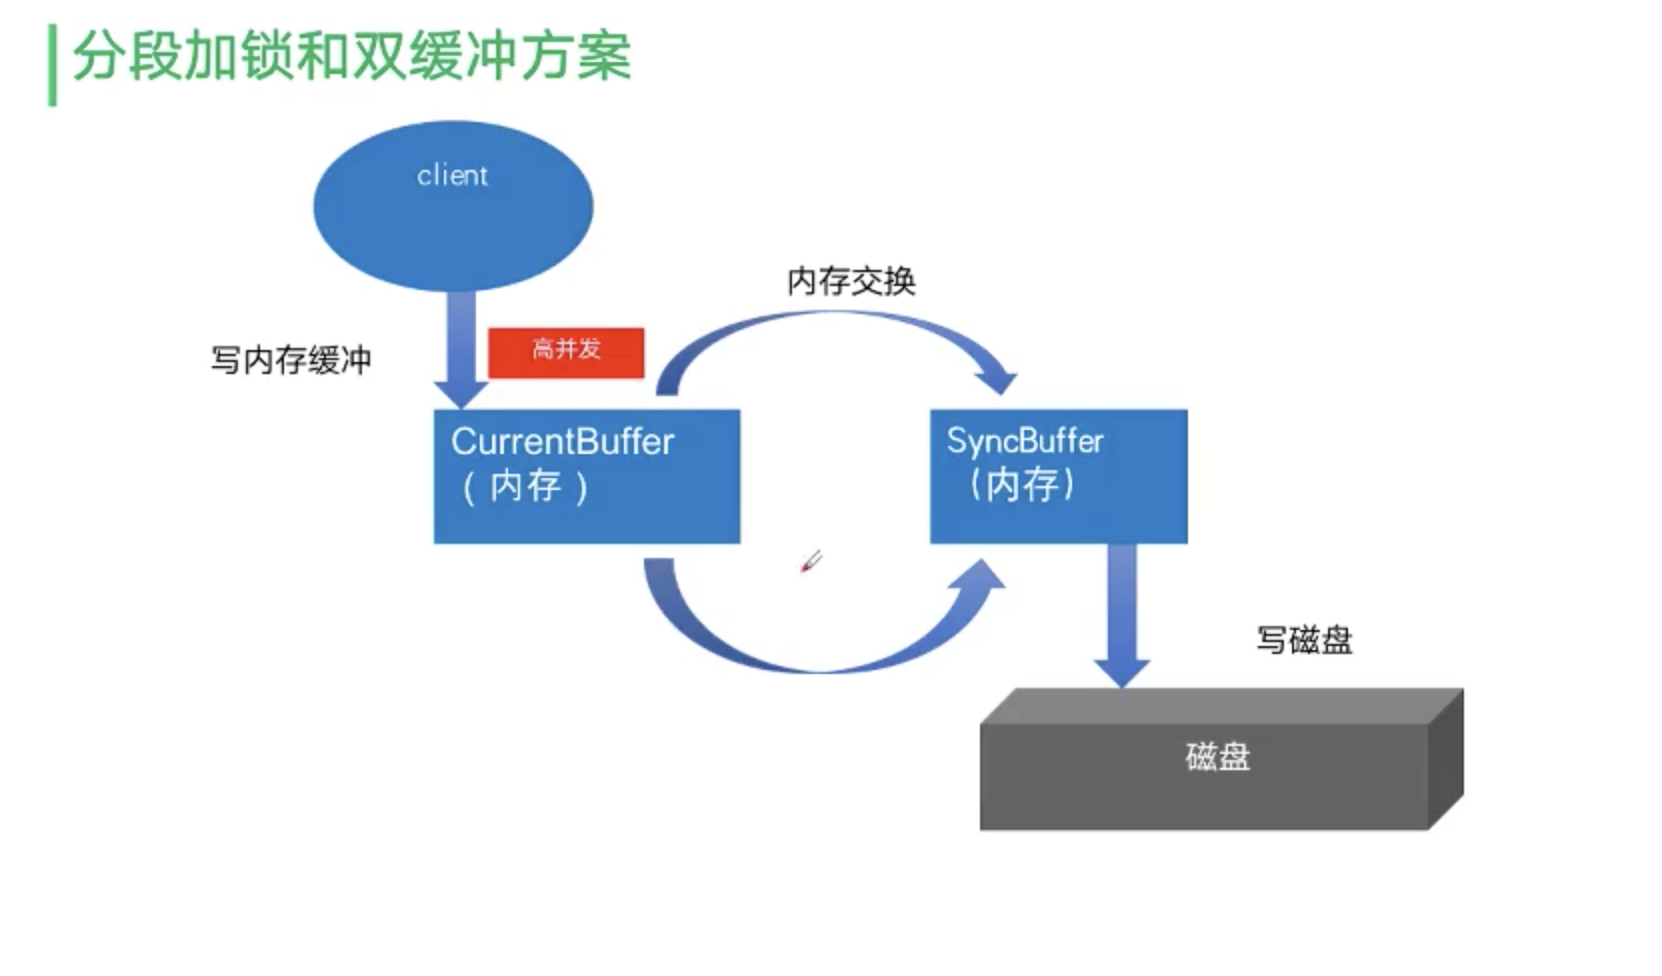 分段加锁和双缓冲方案
client
内存交换
高并发
写内存缓冲
CurrentBuffer
（内存）
SyncBuffer
（内存）
写磁盘
磁盘